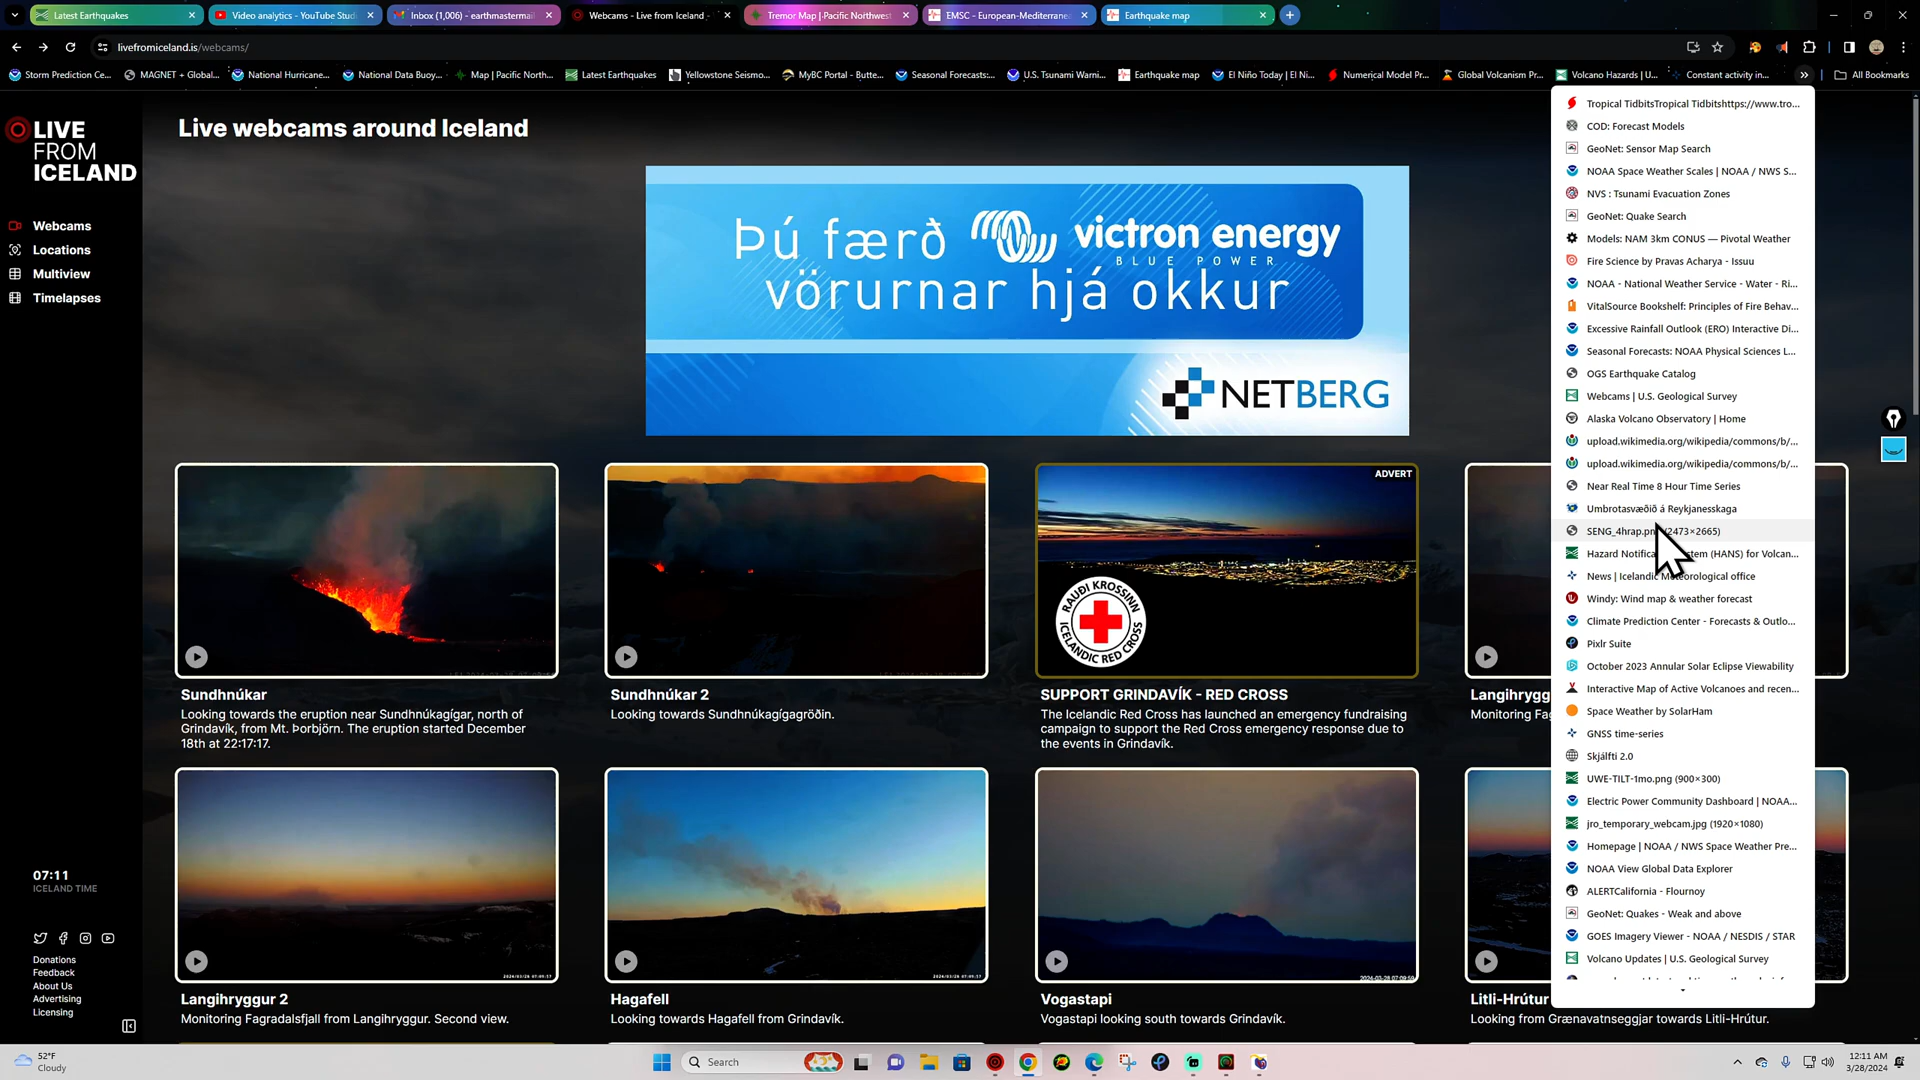 Latest Earthquakes
Video analytics - YouTube Studi
Inbox (1,006) - earthmastermail
Webcams - Live from Iceland -
Tremor Map | Pacific Northwest
EMSC - European-Mediterrane
Earthquake map
livefromiceland.is/webcams/
Storm Prediction Ce...
MAGNET + Global...
National Hurricane...
National Data Buoy...
Map | Pacific North...
Latest Earthquakes
Yellowstone Seismo...
MyBC Portal - Butte...
Seasonal Forecasts:...
U.S. Tsunami Warni...
Earthquake map
El Niño Today | El Ni...
Numerical Model Pr...
Global Volcanism Pr...
Volcano Hazards | U...
Constant activity in...
All Bookmarks
LIVE
FROM
ICELAND
Webcams
Locations
Multiview
Timelapses
07:11
ICELAND TIME
Donations
Feedback
About Us
Advertising
Licensing
Live webcams around Iceland
Þú færð victron energy
BLUE POWER
vörurnar hjá okkur
NETBERG
Sundhnúkar
Looking towards the eruption near Sundhnúkagígar, north of
Grindavík, from Mt. Þorbjörn. The eruption started December
18th at 22:17:17.
Sundhnúkar 2
Looking towards Sundhnúkagígagröðin.
ADVERT
RAUÐI KROSSINN
ICELANDIC RED CROSS
SUPPORT GRINDAVÍK - RED CROSS
The Icelandic Red Cross has launched an emergency fundraising
campaign to support the Red Cross emergency response due to
the events in Grindavík.
Langihrygg
Monitoring Fag
Langihryggur 2
Monitoring Fagradalsfjall from Langihryggur. Second view.
Hagafell
Looking towards Hagafell from Grindavík.
2024-03-28 07:09:59
Vogastapi
Vogastapi looking south towards Grindavík.
Litli-Hrútur
Looking from Grænavatnseggjar towards Litli-Hrútur.
Tropical TidbitsTropical Tidbitshttps://www.tro...
COD: Forecast Models
GeoNet: Sensor Map Search
NOAA Space Weather Scales | NOAA / NWS S...
NVS : Tsunami Evacuation Zones
GeoNet: Quake Search
Models: NAM 3km CONUS — Pivotal Weather
Fire Science by Pravas Acharya - Issuu
NOAA - National Weather Service - Water - Ri...
VitalSource Bookshelf: Principles of Fire Behav...
Excessive Rainfall Outlook (ERO) Interactive Di...
Seasonal Forecasts: NOAA Physical Sciences L...
OGS Earthquake Catalog
Webcams | U.S. Geological Survey
Alaska Volcano Observatory | Home
upload.wikimedia.org/wikipedia/commons/b/...
upload.wikimedia.org/wikipedia/commons/b/...
Near Real Time 8 Hour Time Series
Umbrotasvæðið á Reykjanesskaga
SENG_4hrap.pn (2473×2665)
Hazard Notifica stem (HANS) for Volcan...
News | Icelandic Meteorological office
Windy: Wind map & weather forecast
Climate Prediction Center - Forecasts & Outlo...
Pixlr Suite
October 2023 Annular Solar Eclipse Viewability
Interactive Map of Active Volcanoes and recen...
Space Weather by SolarHam
GNSS time-series
Skjálfti 2.0
UWE-TILT-1mo.png (900×300)
Electric Power Community Dashboard | NOAA...
jro_temporary_webcam.jpg (1920×1080)
Homepage | NOAA / NWS Space Weather Pre...
NOAA View Global Data Explorer
ALERTCalifornia - Flournoy
GeoNet: Quakes - Weak and above
GOES Imagery Viewer - NOAA / NESDIS / STAR
Volcano Updates | U.S. Geological Survey
52°F
Cloudy
Search
12:11 AM
3/28/2024